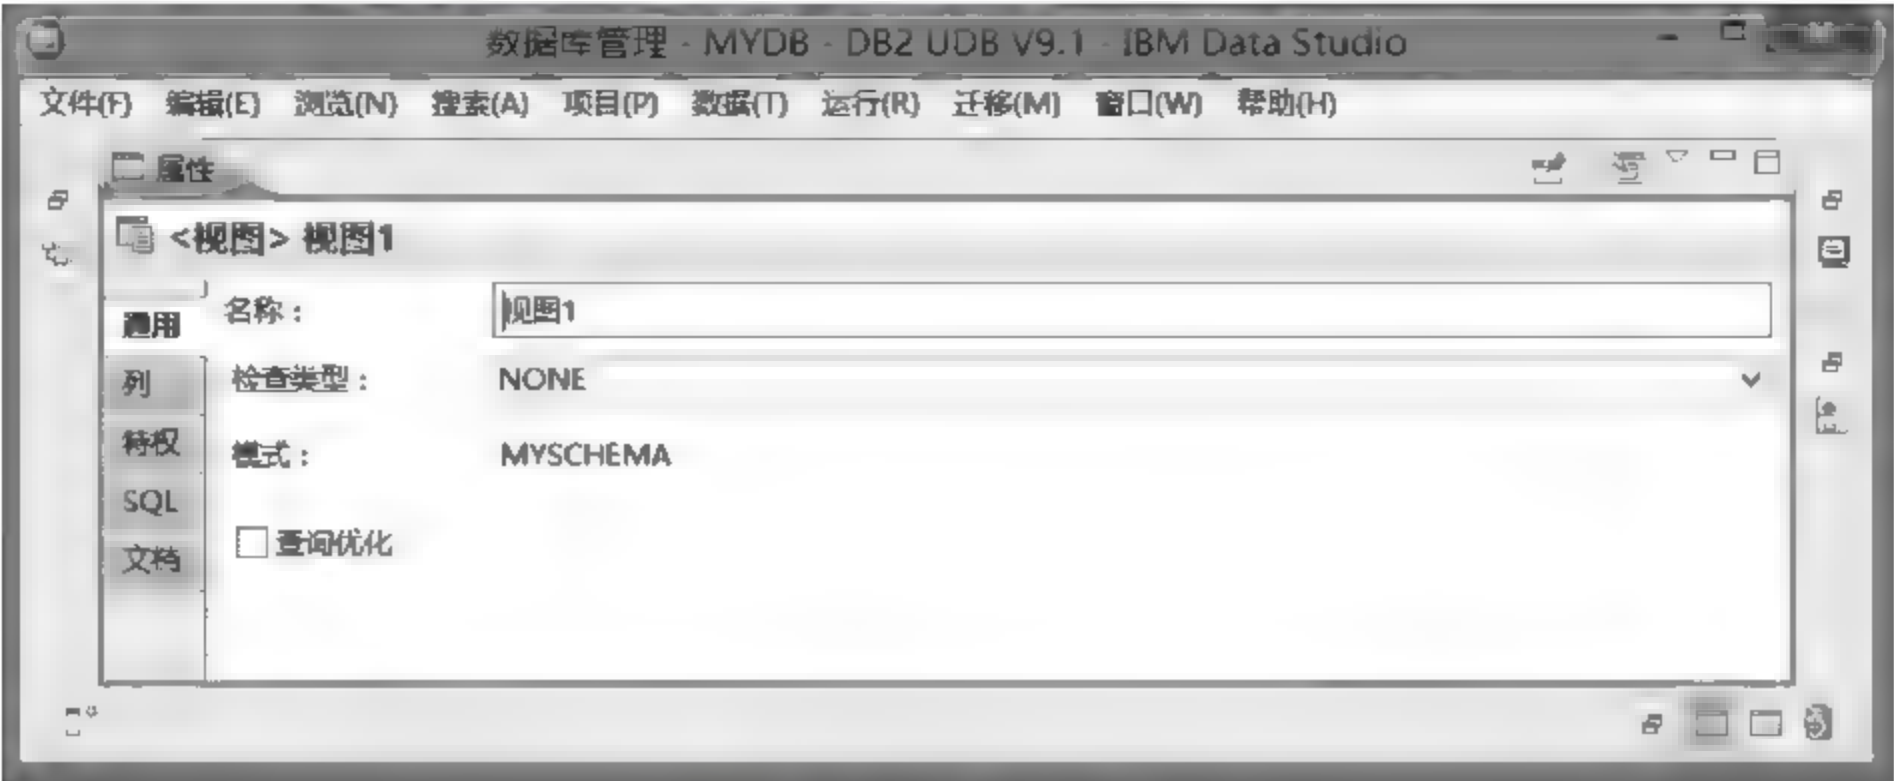 数据库管理 - MYDB - DB2 UDB V9.1 - IBM Data Studio
文件(F) 编辑(E) 浏览(N) 搜索(A) 项目(P) 数据(T) 运行(R) 迁移(M) 窗口(W) 帮助(H)
属性
<视图> 视图1
通用
名称： 视图1
列
检查类型： NONE
特权
模式： MYSCHEMA
SQL
文档
查询优化